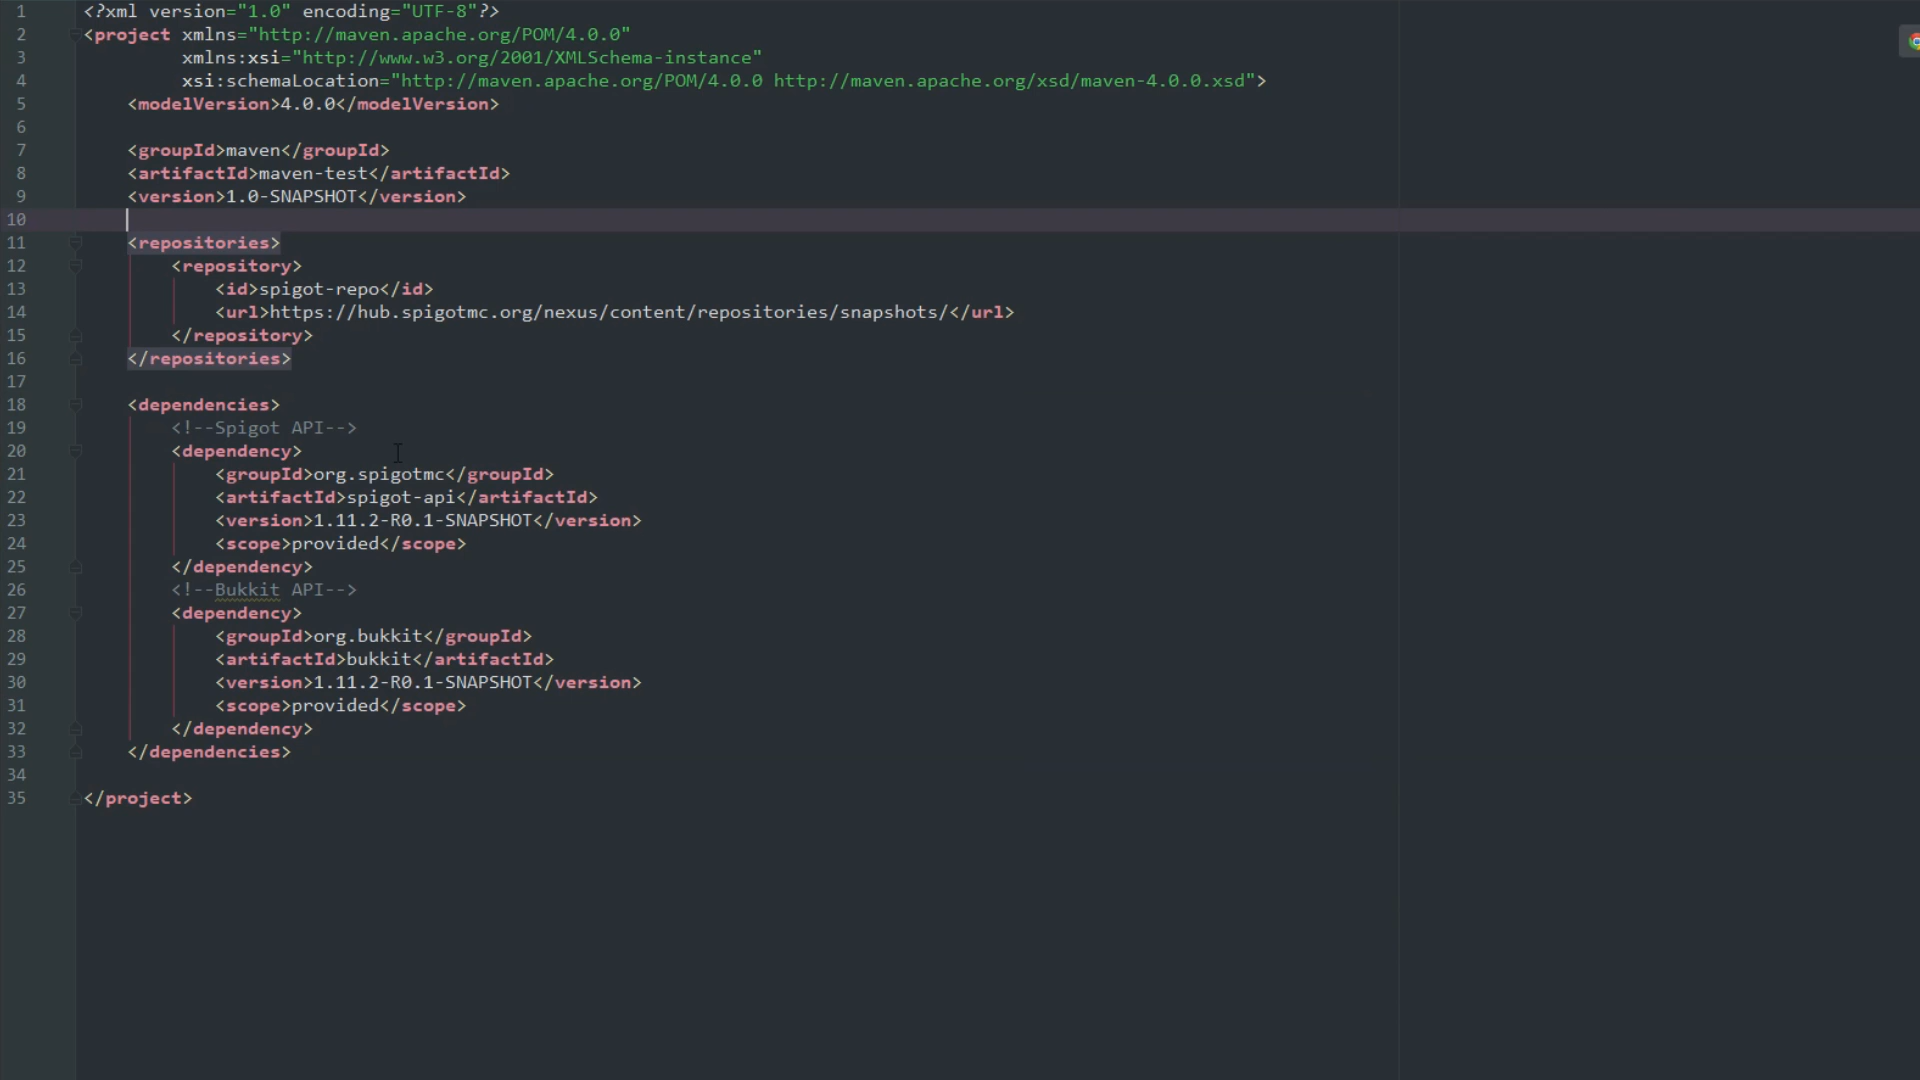 1 <?xml version="1.0" encoding="UTF-8"?>
2 <project xmlns="http://maven.apache.org/POM/4.0.0"
3          xmlns:xsi="http://www.w3.org/2001/XMLSchema-instance"
4          xsi:schemaLocation="http://maven.apache.org/POM/4.0.0 http://maven.apache.org/xsd/maven-4.0.0.xsd">
5     <modelVersion>4.0.0</modelVersion>
6
7     <groupId>maven</groupId>
8     <artifactId>maven-test</artifactId>
9     <version>1.0-SNAPSHOT</version>
10
11     <repositories>
12         <repository>
13             <id>spigot-repo</id>
14             <url>https://hub.spigotmc.org/nexus/content/repositories/snapshots/</url>
15         </repository>
16     </repositories>
17
18     <dependencies>
19         <!--Spigot API-->
20         <dependency>
21             <groupId>org.spigotmc</groupId>
22             <artifactId>spigot-api</artifactId>
23             <version>1.11.2-R0.1-SNAPSHOT</version>
24             <scope>provided</scope>
25         </dependency>
26         <!--Bukkit API-->
27         <dependency>
28             <groupId>org.bukkit</groupId>
29             <artifactId>bukkit</artifactId>
30             <version>1.11.2-R0.1-SNAPSHOT</version>
31             <scope>provided</scope>
32         </dependency>
33     </dependencies>
34
35 </project>